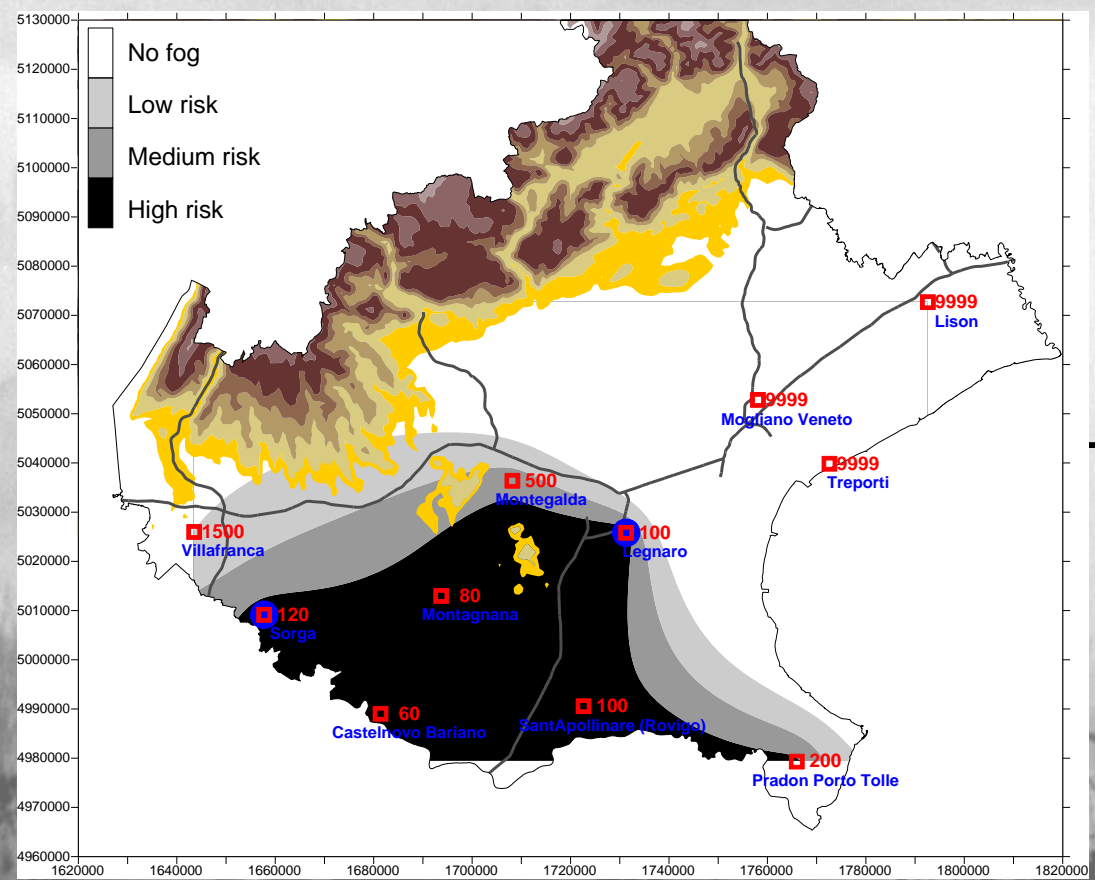 No fog
Low risk
Medium risk
High risk
5130000
5120000
5110000
5100000
5090000
5080000
5070000
5060000
5050000
5040000
5030000
5020000
5010000
5000000
4990000
4980000
4970000
4960000
9999
Lison
9999
Mogliano Veneto
9999
Treporti
500
Montegalda
1500
Villafranca
100
Legnaro
80
Montagnana
120
Sorga
60
Castelnovo Bariano
100
SantApollinare (Rovigo)
200
Pradon Porto Tolle
1620000 1640000 1660000 1680000 1700000 1720000 1740000 1760000 1780000 1800000 1820000